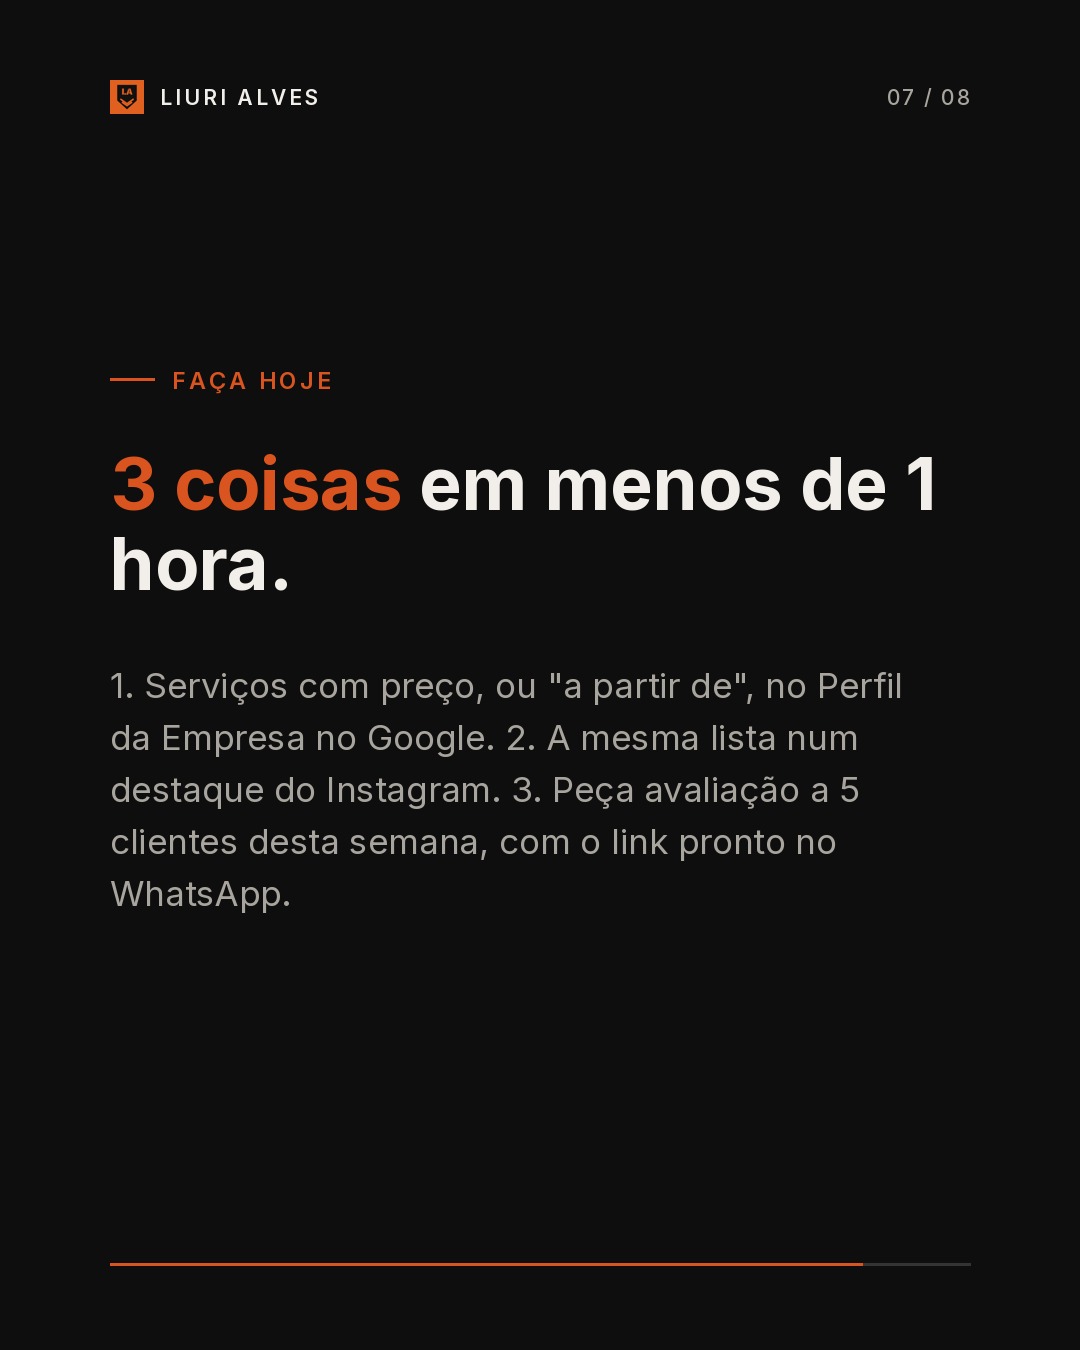 LA
LIURI ALVES
07 / 08
FAÇA HOJE
3 coisas em menos de 1
hora.
1. Serviços com preço, ou "a partir de", no Perfil
da Empresa no Google. 2. A mesma lista num
destaque do Instagram. 3. Peça avaliação a 5
clientes desta semana, com o link pronto no
WhatsApp.